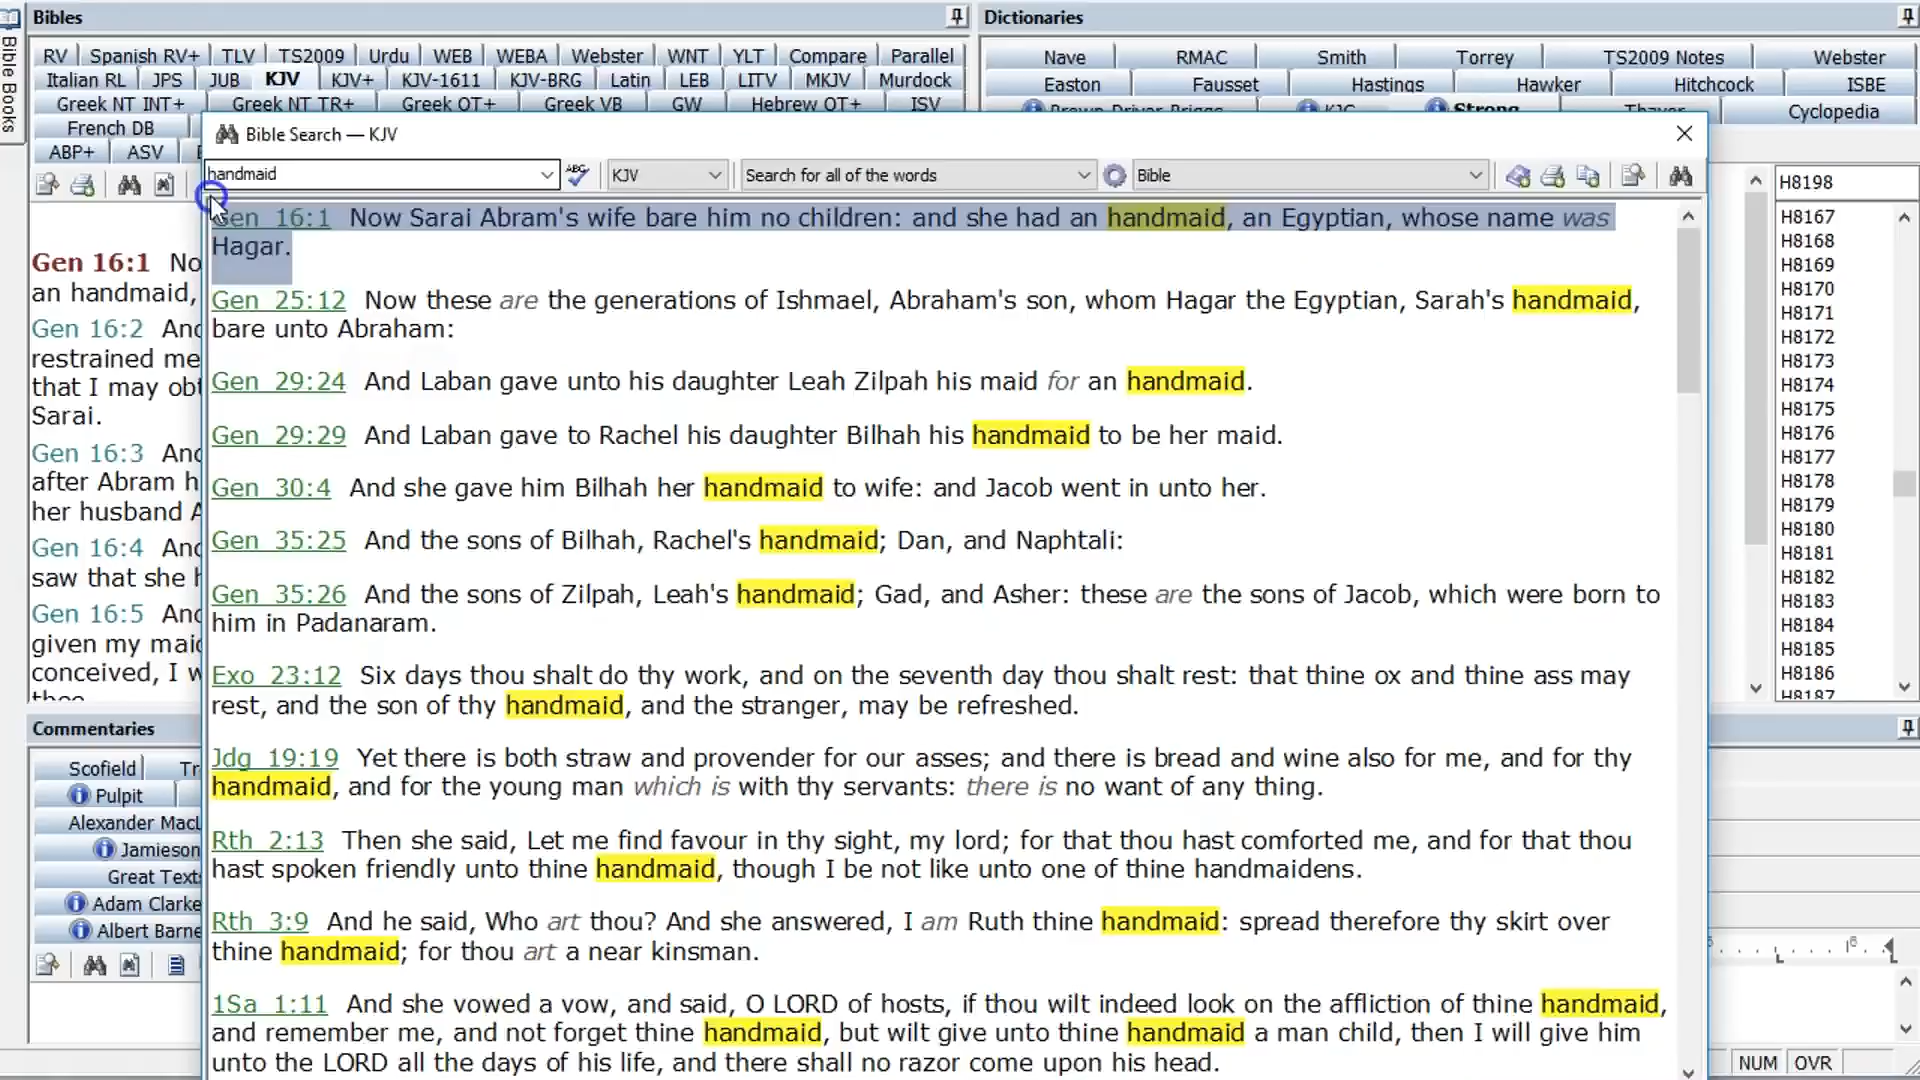 Bibles
Dictionaries
Bible Books
RV Spanish RV+ TLV TS2009 Urdu WEB WEBA Webster WNT YLT Compare Parallel
Italian RL JPS JUB KJV KJV+ KJV-1611 KJV-BRG Latin LEB LITV MKJV Murdock
Greek NT INT+ Greek NT TR+ Greek OT+ Greek VB GW Hebrew OT+ ISV
French DB
ABP+ ASV
Nave RMAC Smith Torrey TS2009 Notes Webster
Easton Fausset Hastings Hawker Hitchcock ISBE
Brown-Driver-Briggs KJC Strong Thayer Cyclopedia
Bible Search — KJV
handmaid
KJV
Search for all of the words
Bible
Gen 16:1 Now Sarai Abram's wife bare him no children: and she had an handmaid, an Egyptian, whose name was
Hagar.
Gen 25:12 Now these are the generations of Ishmael, Abraham's son, whom Hagar the Egyptian, Sarah's handmaid,
bare unto Abraham:
Gen 29:24 And Laban gave unto his daughter Leah Zilpah his maid for an handmaid.
Gen 29:29 And Laban gave to Rachel his daughter Bilhah his handmaid to be her maid.
Gen 30:4 And she gave him Bilhah her handmaid to wife: and Jacob went in unto her.
Gen 35:25 And the sons of Bilhah, Rachel's handmaid; Dan, and Naphtali:
Gen 35:26 And the sons of Zilpah, Leah's handmaid; Gad, and Asher: these are the sons of Jacob, which were born to
him in Padanaram.
Exo 23:12 Six days thou shalt do thy work, and on the seventh day thou shalt rest: that thine ox and thine ass may
rest, and the son of thy handmaid, and the stranger, may be refreshed.
Jdg 19:19 Yet there is both straw and provender for our asses; and there is bread and wine also for me, and for thy
handmaid, and for the young man which is with thy servants: there is no want of any thing.
Rth 2:13 Then she said, Let me find favour in thy sight, my lord; for that thou hast comforted me, and for that thou
hast spoken friendly unto thine handmaid, though I be not like unto one of thine handmaidens.
Rth 3:9 And he said, Who art thou? And she answered, I am Ruth thine handmaid: spread therefore thy skirt over
thine handmaid; for thou art a near kinsman.
1Sa 1:11 And she vowed a vow, and said, O LORD of hosts, if thou wilt indeed look on the affliction of thine handmaid,
and remember me, and not forget thine handmaid, but wilt give unto thine handmaid a man child, then I will give him
unto the LORD all the days of his life, and there shall no razor come upon his head.
Gen 16:1 No
an handmaid,
Gen 16:2 And
restrained me
that I may obt
Sarai.
Gen 16:3 And
after Abram h
her husband A
Gen 16:4 And
saw that she h
Gen 16:5 And
given my maid
conceived, I w
thee
Commentaries
Scofield Tr
Pulpit
Alexander MacL
Jamieson
Great Text
Adam Clarke
Albert Barne
H8198
H8167
H8168
H8169
H8170
H8171
H8172
H8173
H8174
H8175
H8176
H8177
H8178
H8179
H8180
H8181
H8182
H8183
H8184
H8185
H8186
H8187
NUM OVR